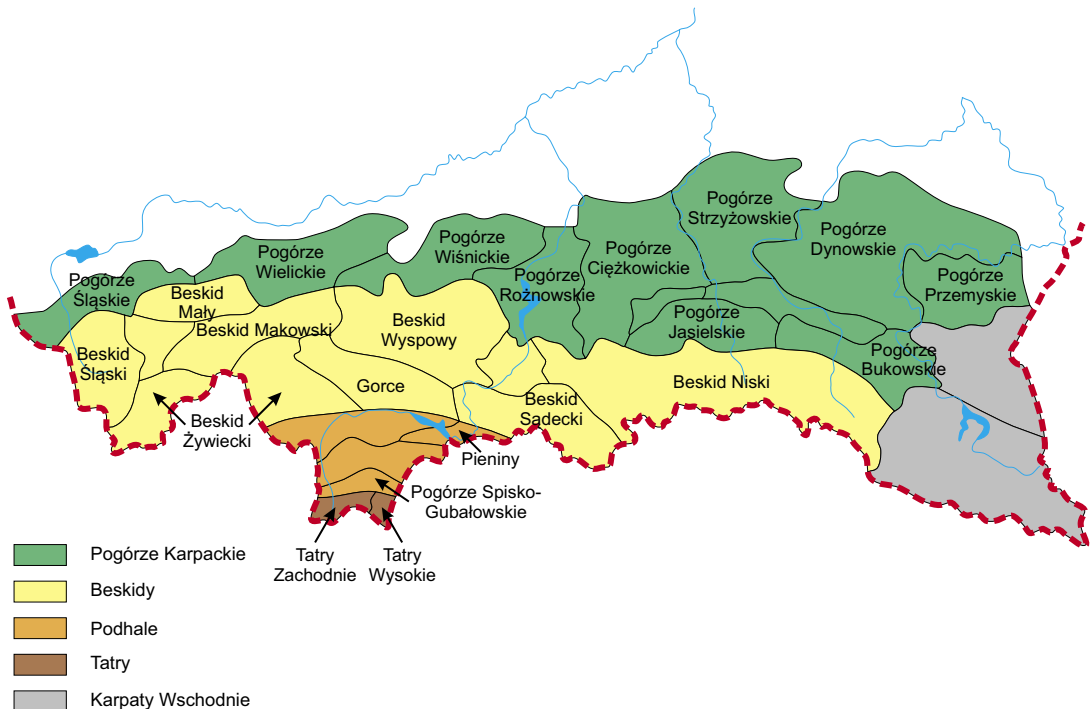 Pogórze
Strzyżowskie
Pogórze
Dynowskie
Pogórze
Wiśnickie
Pogórze
Wielickie
Pogórze
Ciężkowickie
Pogórze
Śląskie
Pogórze
Rożnowskie
Pogórze
Przemyskie
Beskid
Mały
Beskid Makowski
Beskid
Wyspowy
Pogórze
Jasielskie
Pogórze
Bukowskie
Beskid
Śląski
Gorce
Beskid Niski
Beskid
Sądecki
Beskid
Żywiecki
Pieniny
Pogórze Spisko-
Gubałowskie
Tatry
Zachodnie
Tatry
Wysokie
Pogórze Karpackie
Beskidy
Podhale
Tatry
Karpaty Wschodnie